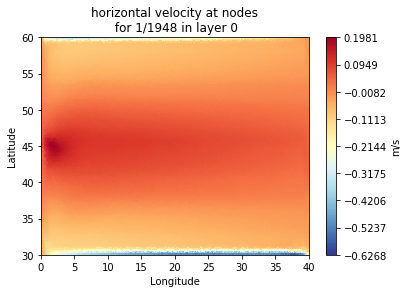 horizontal velocity at nodes
for 1/1948 in layer 0
60
55
50
45
40
35
30
Latitude
0 5 10 15 20 25 30 35 40
Longitude
0.1981
0.0949
-0.0082
-0.1113
-0.2144
-0.3175
-0.4206
-0.5237
-0.6268
m/s